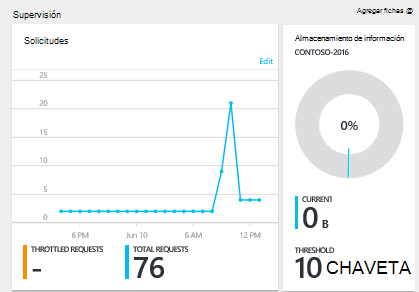 Supervisión
Agregar fiches @
Solicitudes
Edit
25
20
15
10
5
0
6 PM
Jun 10
6 AM
12 PM
THROTTLED REQUESTS
-
TOTAL REQUESTS
76
Almacenamiento de información
CONTOSO-2016
0%
CURRENT
0 B
THRESHOLD
10 CHAVETA